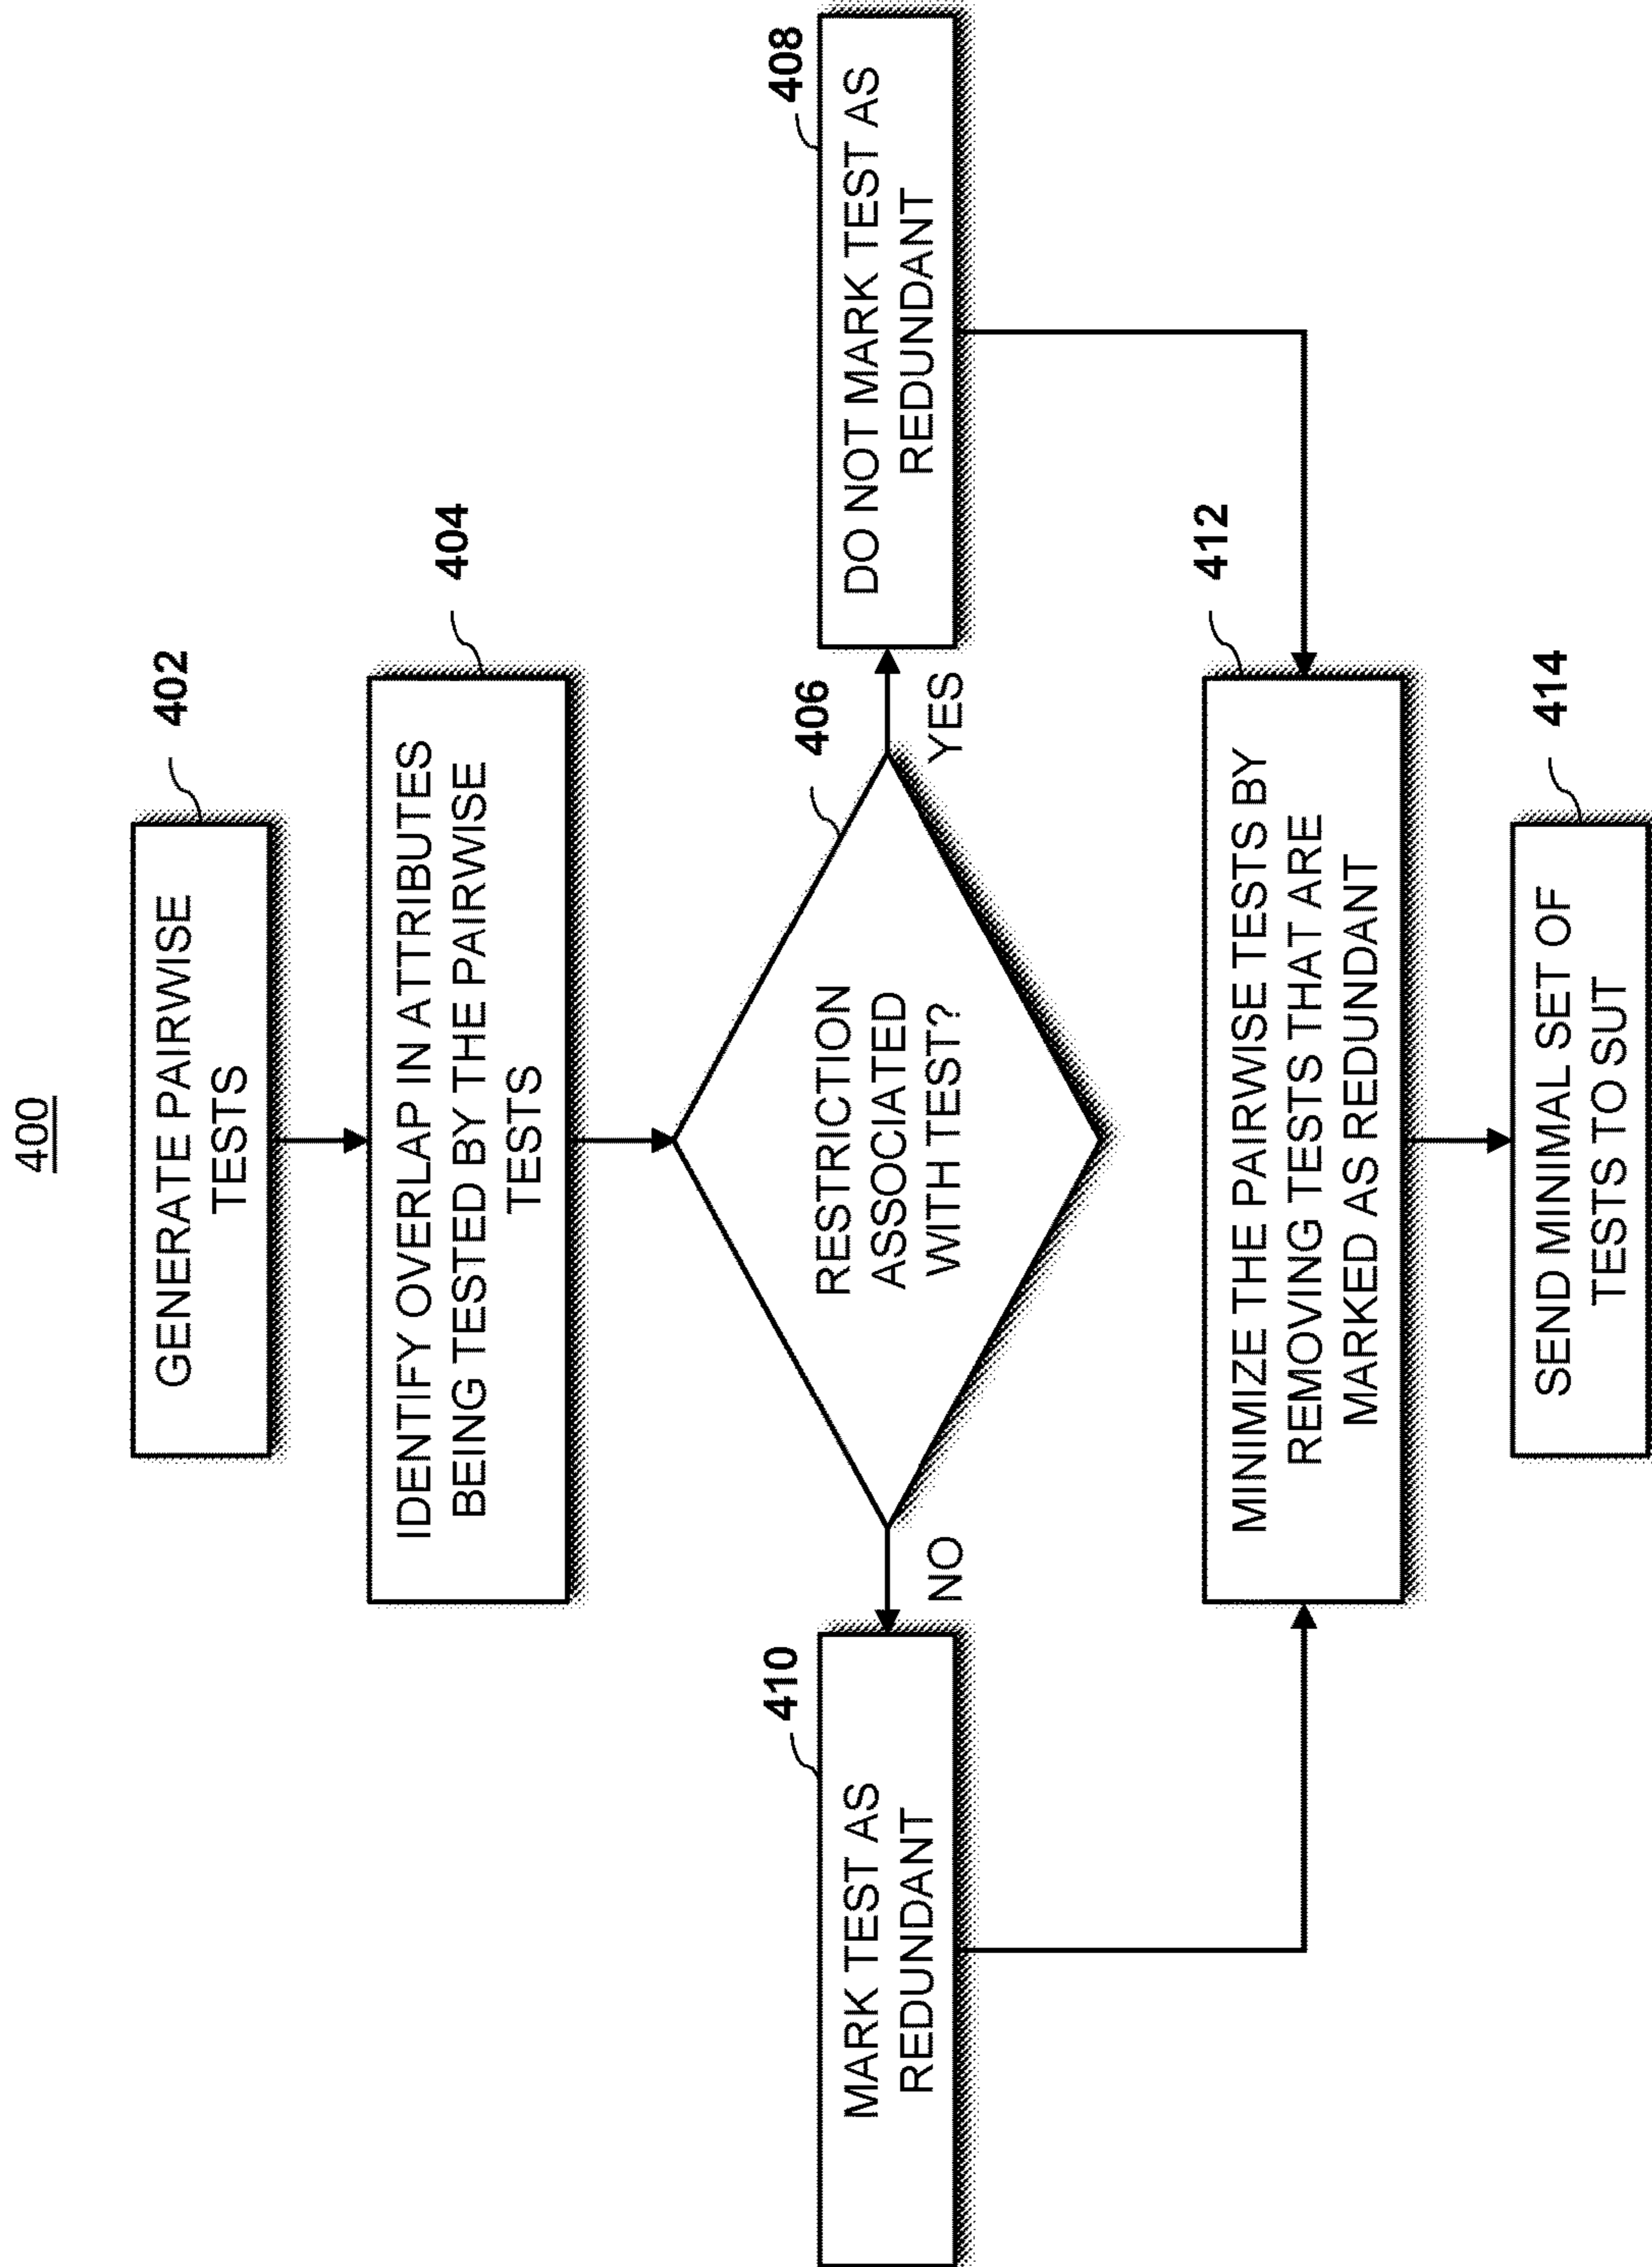 400
402
GENERATE PAIRWISE
TESTS
404
IDENTIFY OVERLAP IN ATTRIBUTES
BEING TESTED BY THE PAIRWISE
TESTS
406
RESTRICTION
ASSOCIATED
WITH TEST?
NO
YES
410
MARK TEST AS
REDUNDANT
408
DO NOT MARK TEST AS
REDUNDANT
412
MINIMIZE THE PAIRWISE TESTS BY
REMOVING TESTS THAT ARE
MARKED AS REDUNDANT
414
SEND MINIMAL SET OF
TESTS TO SUT